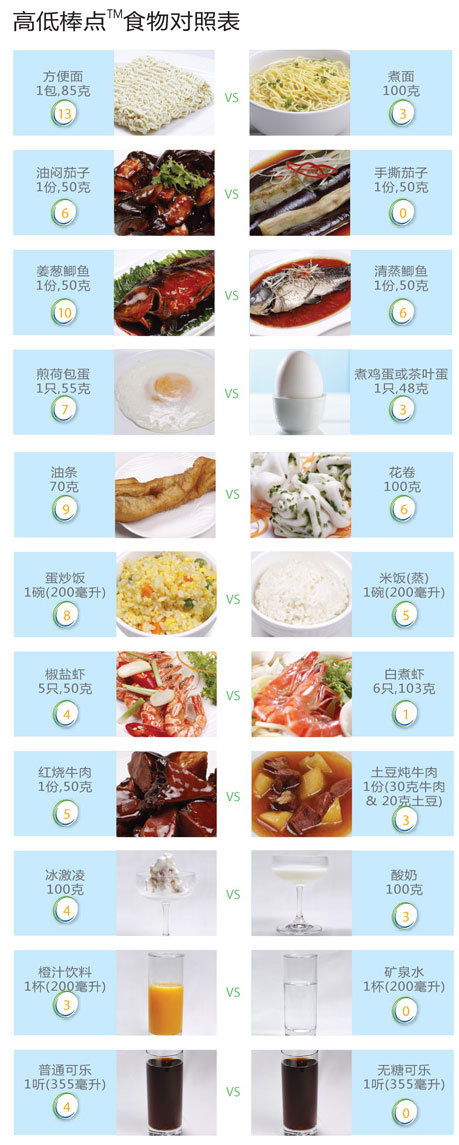 高低棒点™食物对照表
方便面
1包,85克
13
VS
煮面
100克
3
油闷茄子
1份,50克
6
VS
手撕茄子
1份,50克
0
姜葱鲫鱼
1份,50克
10
VS
清蒸鲫鱼
1份,50克
6
煎荷包蛋
1只,55克
7
VS
煮鸡蛋或茶叶蛋
1只,48克
3
油条
70克
9
VS
花卷
100克
6
蛋炒饭
1碗(200毫升)
8
VS
米饭(蒸)
1碗(200毫升)
5
椒盐虾
5只,50克
4
VS
白煮虾
6只,103克
1
红烧牛肉
1份,50克
5
VS
土豆炖牛肉
1份(30克牛肉
& 20克土豆)
3
冰激凌
100克
4
VS
酸奶
100克
3
橙汁饮料
1杯(200毫升)
3
VS
矿泉水
1杯(200毫升)
0
普通可乐
1听(355毫升)
4
VS
无糖可乐
1听(355毫升)
0